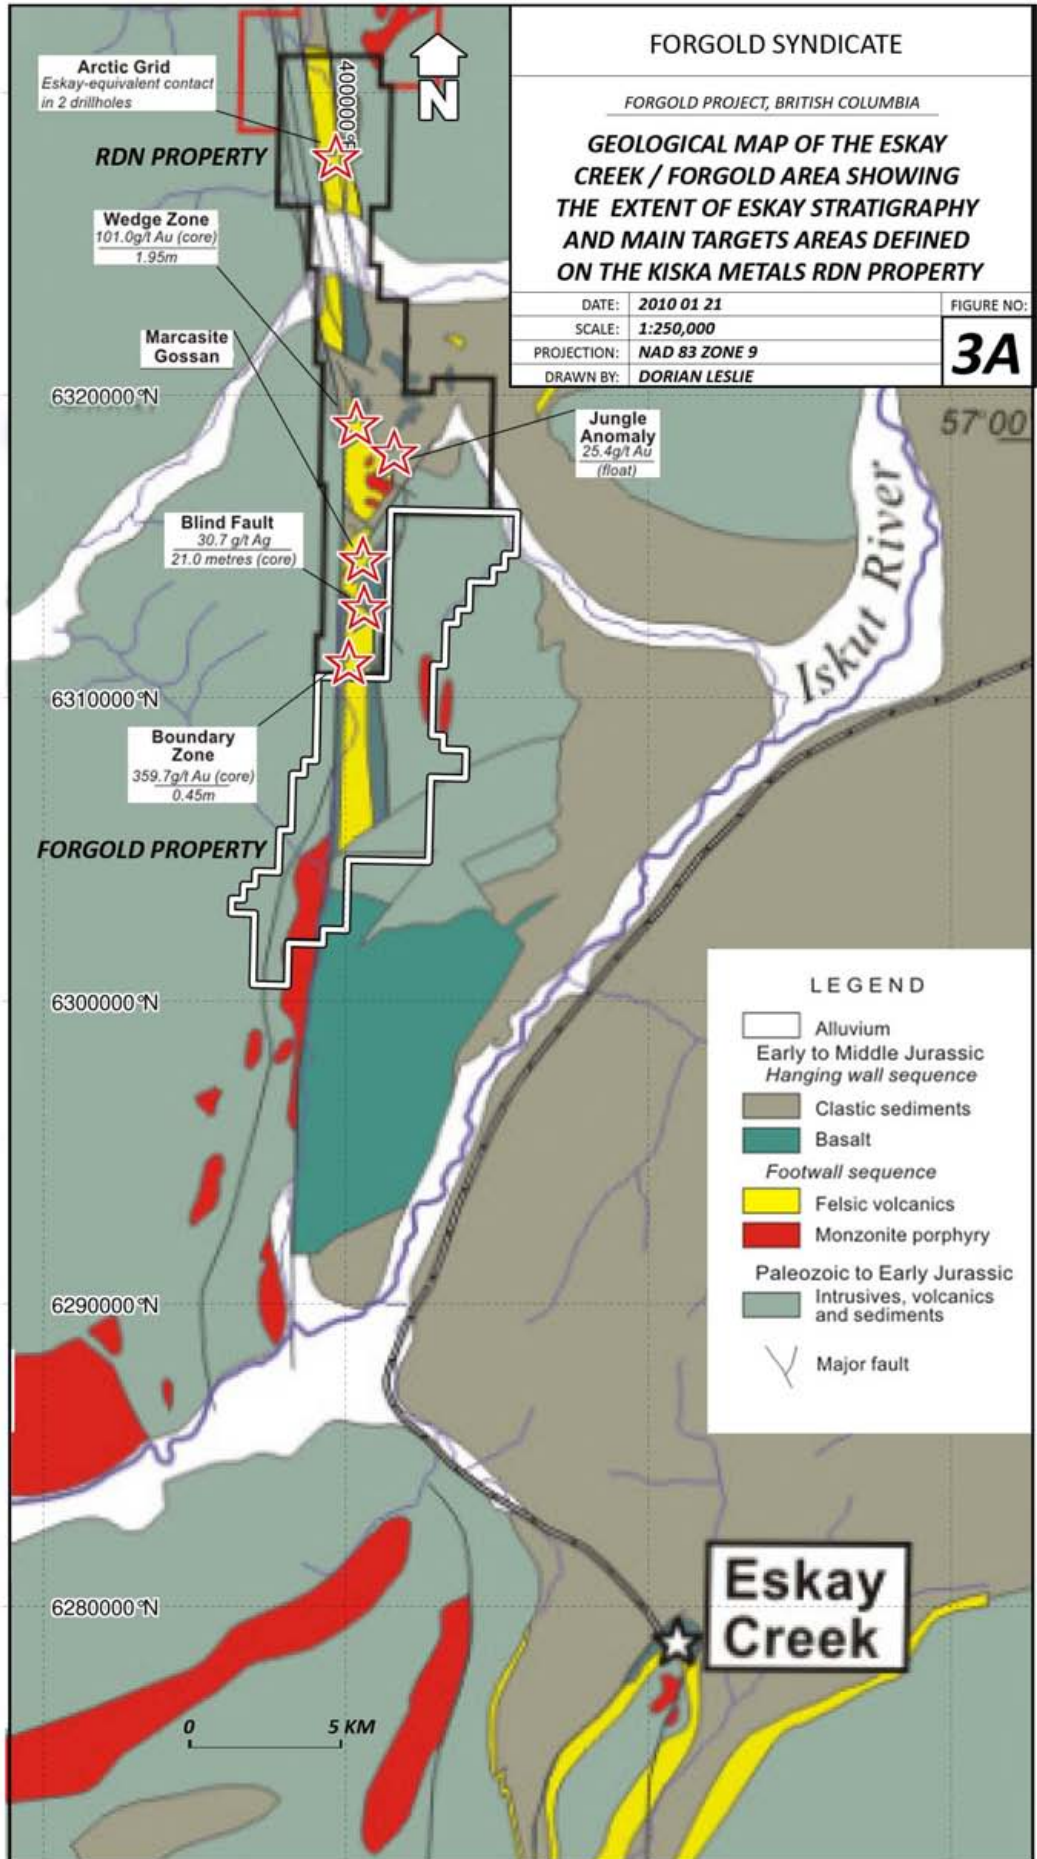 FORGOLD SYNDICATE
FORGOLD PROJECT, BRITISH COLUMBIA
GEOLOGICAL MAP OF THE ESKAY
CREEK / FORGOLD AREA SHOWING
THE EXTENT OF ESKAY STRATIGRAPHY
AND MAIN TARGETS AREAS DEFINED
ON THE KISKA METALS RDN PROPERTY
DATE: 2010 01 21
SCALE: 1:250,000
PROJECTION: NAD 83 ZONE 9
DRAWN BY: DORIAN LESLIE
FIGURE NO:
3A
N
400000°E
Arctic Grid
Eskay-equivalent contact
in 2 drillholes
RDN PROPERTY
Wedge Zone
101.0g/t Au (core)
1.95m
Marcasite
Gossan
6320000°N
Jungle
Anomaly
25.4g/t Au
(float)
57°00
Iskut River
Blind Fault
30.7 g/t Ag
21.0 metres (core)
6310000°N
Boundary
Zone
359.7g/t Au (core)
0.45m
FORGOLD PROPERTY
6300000°N
LEGEND
Alluvium
Early to Middle Jurassic
Hanging wall sequence
Clastic sediments
Basalt
Footwall sequence
Felsic volcanics
Monzonite porphyry
Paleozoic to Early Jurassic
Intrusives, volcanics
and sediments
Major fault
6290000°N
6280000°N
Eskay
Creek
0 5 KM